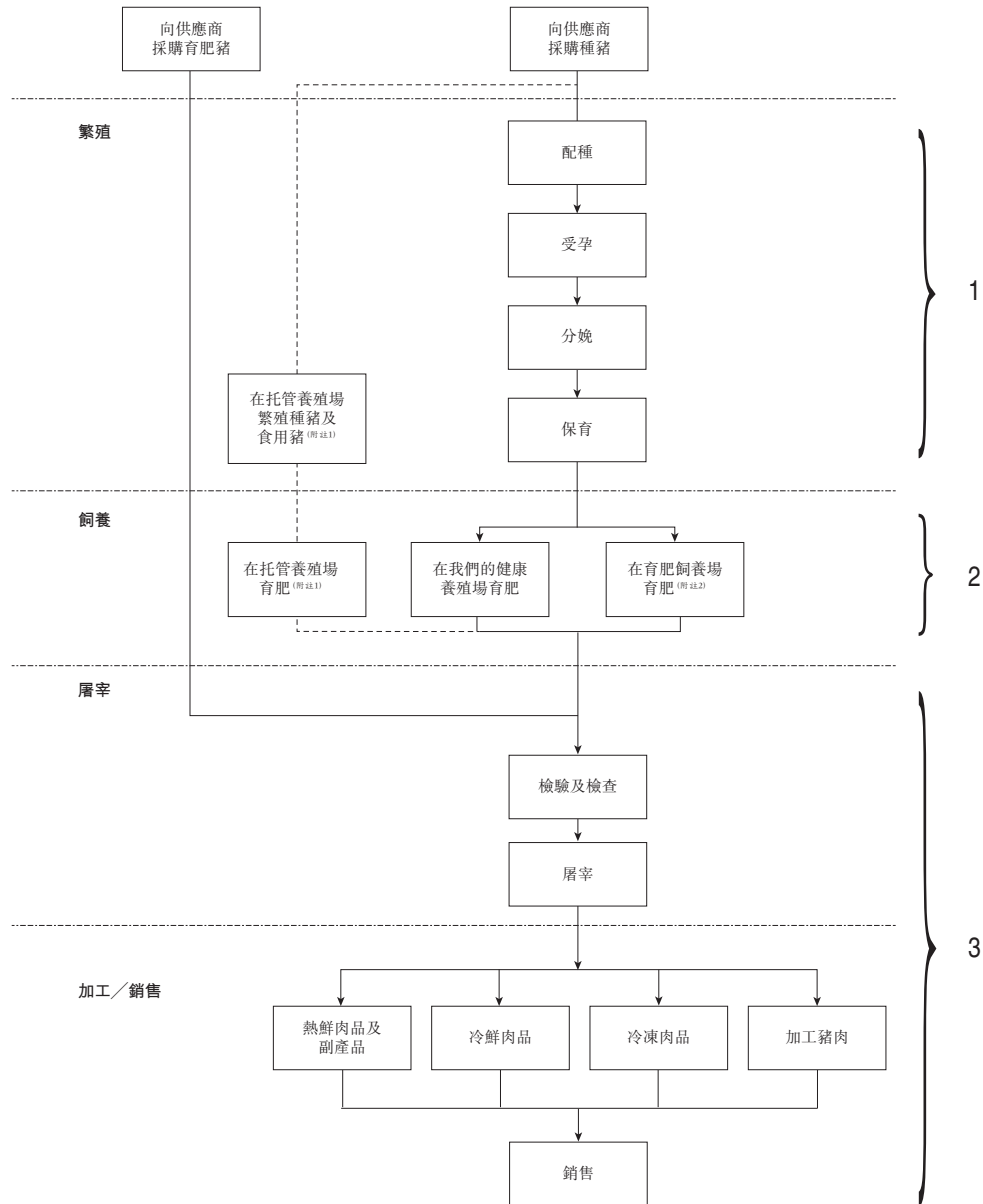 向供應商
採購育肥豬
向供應商
採購種豬
繁殖
配種
受孕
1
分娩
在托管養殖場
繁殖種豬及
食用豬(附註1)
保育
飼養
在托管養殖場
育肥(附註1)
在我們的健康
養殖場育肥
在育肥飼養場
育肥(附註2)
2
屠宰
檢驗及檢查
屠宰
3
加工／銷售
熱鮮肉品及
副產品
冷鮮肉品
冷凍肉品
加工豬肉
銷售